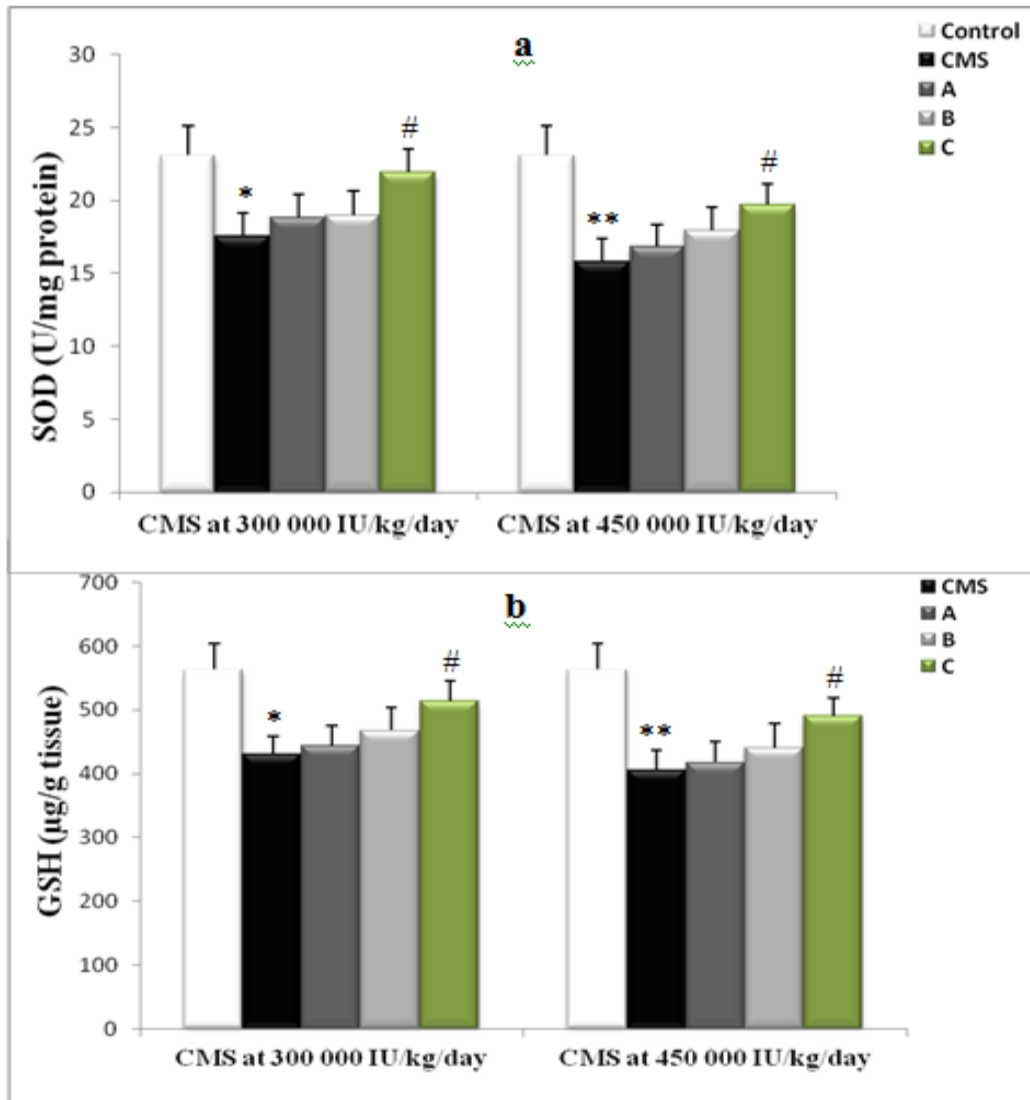 a
Control
CMS
A
B
C
SOD (U/mg protein)
30
25
20
15
10
5
0
*
#
**
#
CMS at 300 000 IU/kg/day
CMS at 450 000 IU/kg/day
b
CMS
A
B
C
GSH (µg/g tissue)
700
600
500
400
300
200
100
0
*
#
**
#
CMS at 300 000 IU/kg/day
CMS at 450 000 IU/kg/day